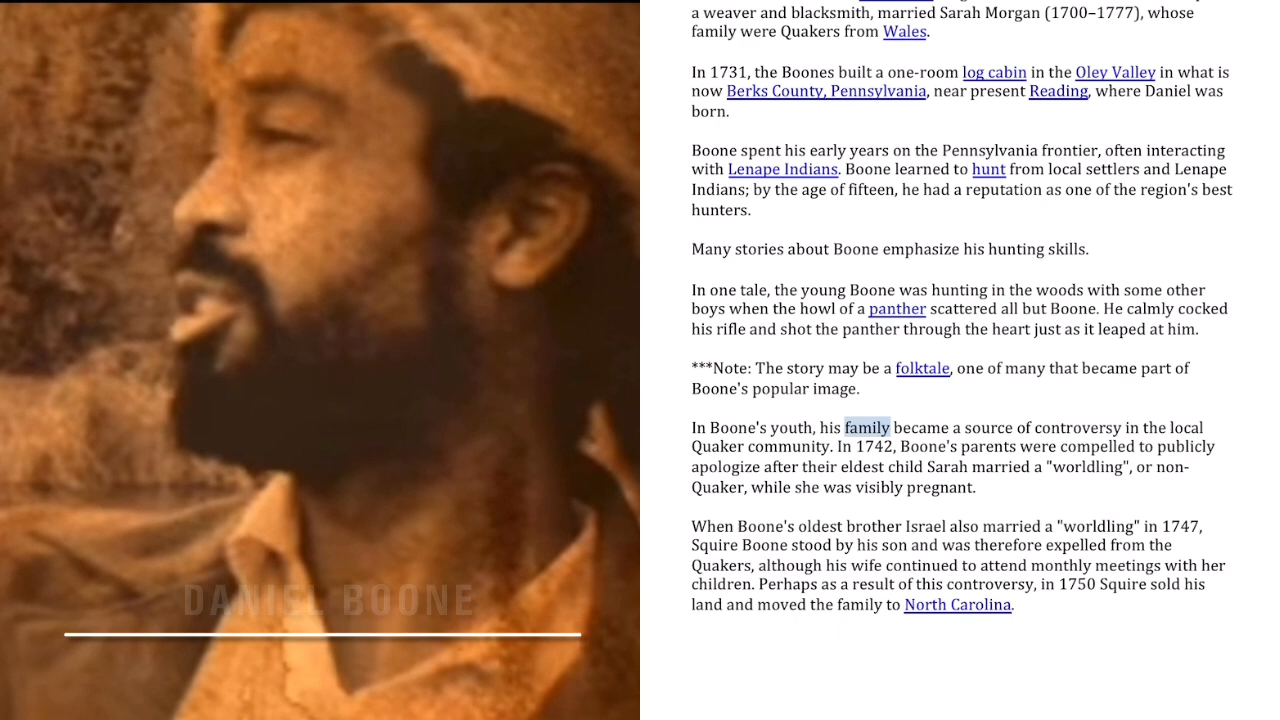 DANIEL BOONE
a weaver and blacksmith, married Sarah Morgan (1700–1777), whose
family were Quakers from Wales.
In 1731, the Boones built a one-room log cabin in the Oley Valley in what is
now Berks County, Pennsylvania, near present Reading, where Daniel was
born.
Boone spent his early years on the Pennsylvania frontier, often interacting
with Lenape Indians. Boone learned to hunt from local settlers and Lenape
Indians; by the age of fifteen, he had a reputation as one of the region's best
hunters.
Many stories about Boone emphasize his hunting skills.
In one tale, the young Boone was hunting in the woods with some other
boys when the howl of a panther scattered all but Boone. He calmly cocked
his rifle and shot the panther through the heart just as it leaped at him.
***Note: The story may be a folktale, one of many that became part of
Boone's popular image.
In Boone's youth, his family became a source of controversy in the local
Quaker community. In 1742, Boone's parents were compelled to publicly
apologize after their eldest child Sarah married a "worldling", or non-
Quaker, while she was visibly pregnant.
When Boone's oldest brother Israel also married a "worldling" in 1747,
Squire Boone stood by his son and was therefore expelled from the
Quakers, although his wife continued to attend monthly meetings with her
children. Perhaps as a result of this controversy, in 1750 Squire sold his
land and moved the family to North Carolina.